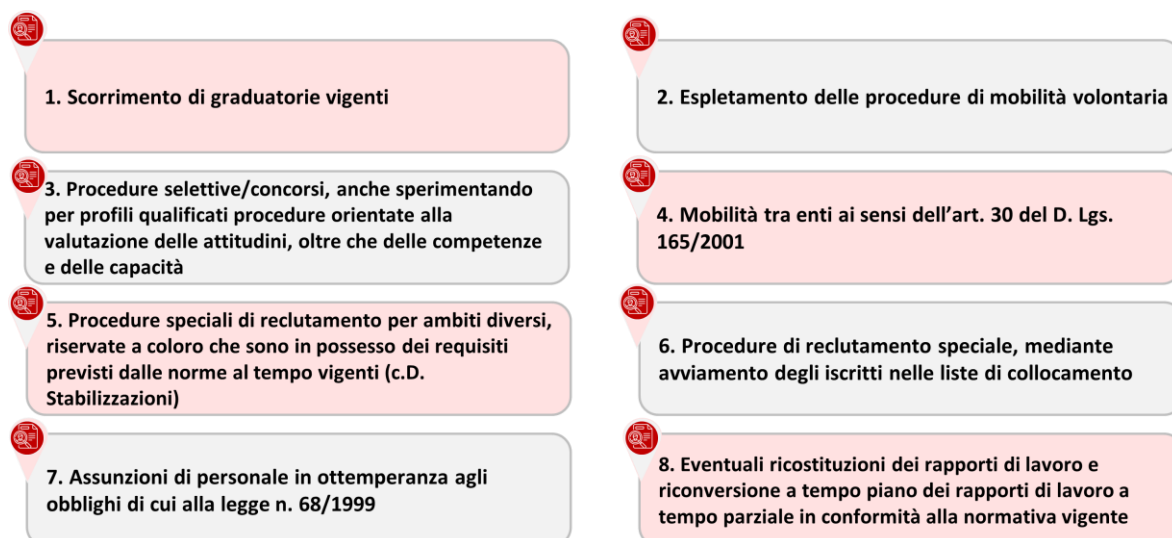 1. Scorrimento di graduatorie vigenti
2. Espletamento delle procedure di mobilità volontaria
3. Procedure selettive/concorsi, anche sperimentando
per profili qualificati procedure orientate alla
valutazione delle attitudini, oltre che delle competenze
e delle capacità
4. Mobilità tra enti ai sensi dell’art. 30 del D. Lgs.
165/2001
5. Procedure speciali di reclutamento per ambiti diversi,
riservate a coloro che sono in possesso dei requisiti
previsti dalle norme al tempo vigenti (c.D.
Stabilizzazioni)
6. Procedure di reclutamento speciale, mediante
avviamento degli iscritti nelle liste di collocamento
7. Assunzioni di personale in ottemperanza agli
obblighi di cui alla legge n. 68/1999
8. Eventuali ricostituzioni dei rapporti di lavoro e
riconversione a tempo piano dei rapporti di lavoro a
tempo parziale in conformità alla normativa vigente